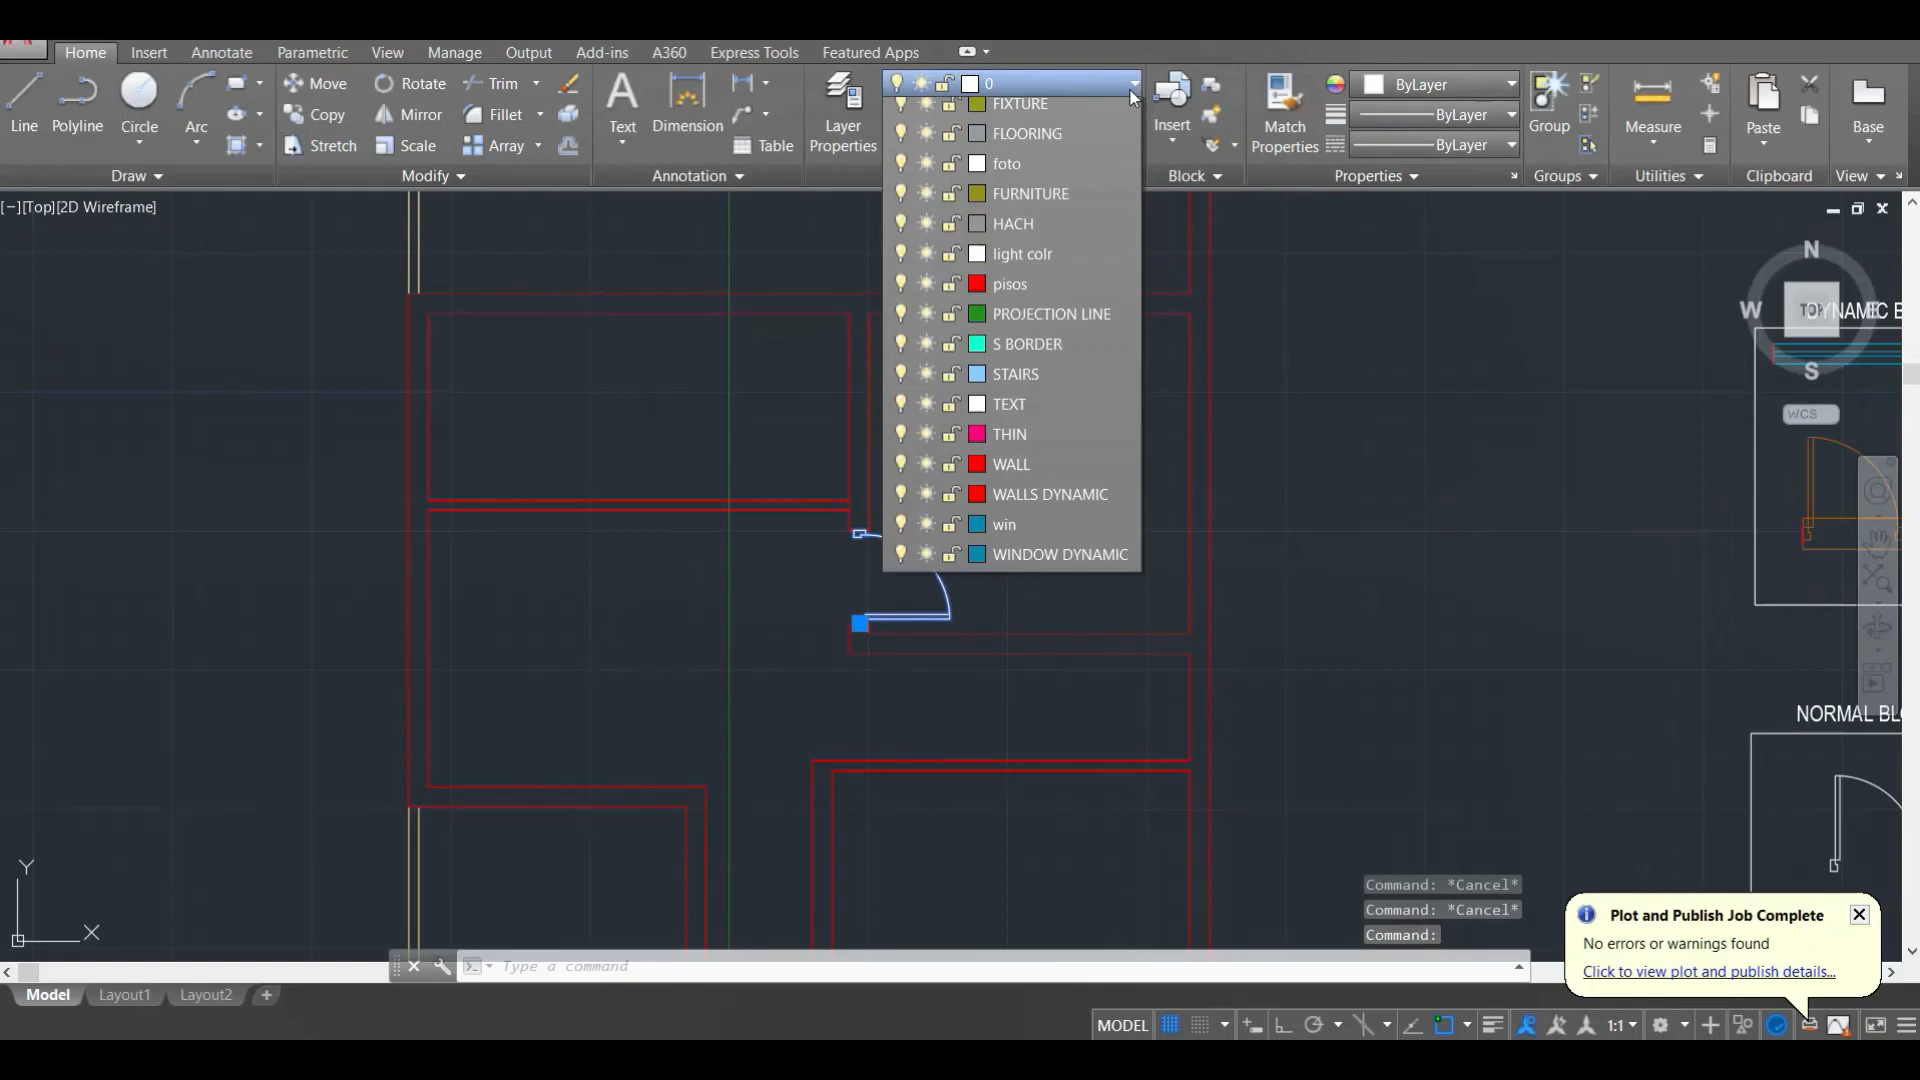 Home Insert Annotate Parametric View Manage Output Add-ins A360 Express Tools Featured Apps
Line Polyline Circle Arc
Move Rotate Trim
Copy Mirror Fillet
Stretch Scale Array
Text Dimension Table
Layer Properties
0
Insert
Match Properties
ByLayer
ByLayer
ByLayer
Group Measure Paste Base
Draw Modify Annotation Block Properties Groups Utilities Clipboard View
FIXTURE
FLOORING
foto
FURNITURE
HACH
light colr
pisos
PROJECTION LINE
S BORDER
STAIRS
TEXT
THIN
WALL
WALLS DYNAMIC
win
WINDOW DYNAMIC
[−][Top][2D Wireframe]
N
W TOP E
S
DYNAMIC B
WCS
NORMAL BL
Y
X
Command: *Cancel*
Command: *Cancel*
Command:
Type a command
Plot and Publish Job Complete
No errors or warnings found
Click to view plot and publish details...
Model Layout1 Layout2
MODEL 1:1